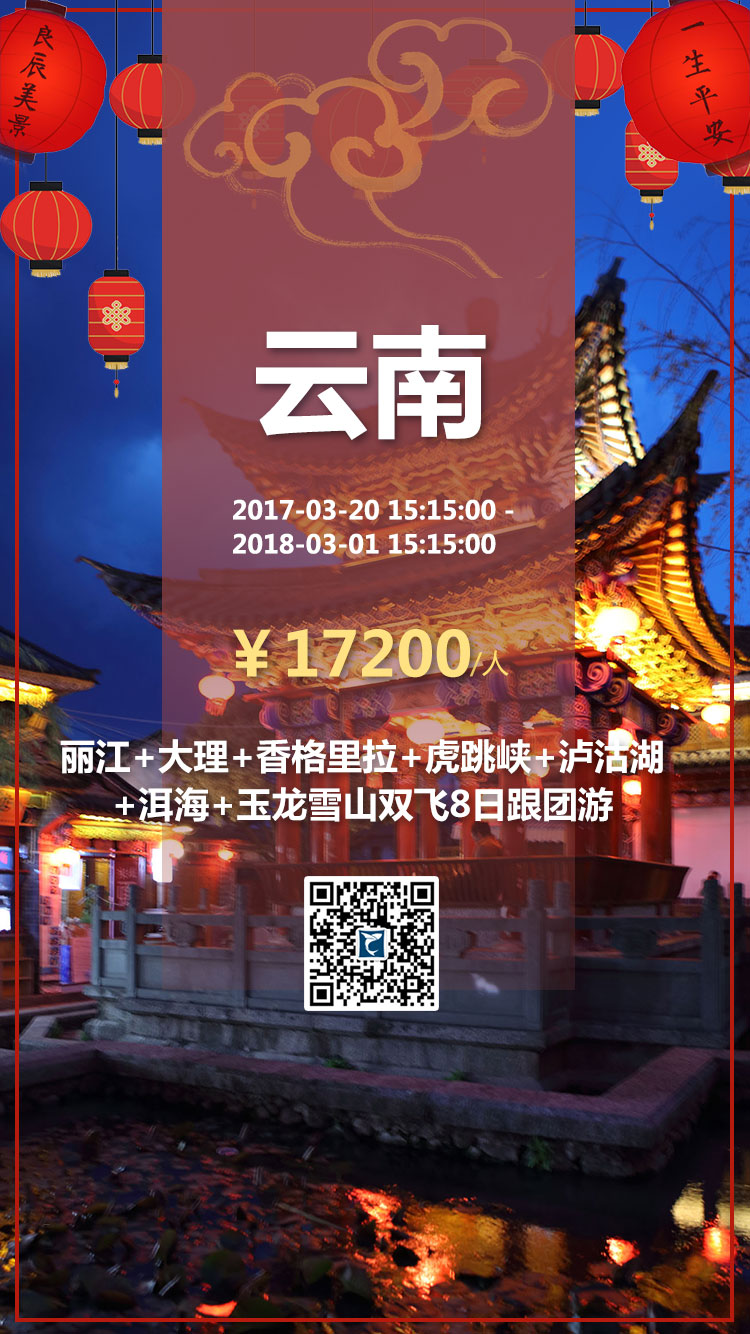 良辰美景
一生平安
云南
2017-03-20 15:15:00 -
2018-03-01 15:15:00
￥17200/人
丽江+大理+香格里拉+虎跳峡+泸沽湖
+洱海+玉龙雪山双飞8日跟团游